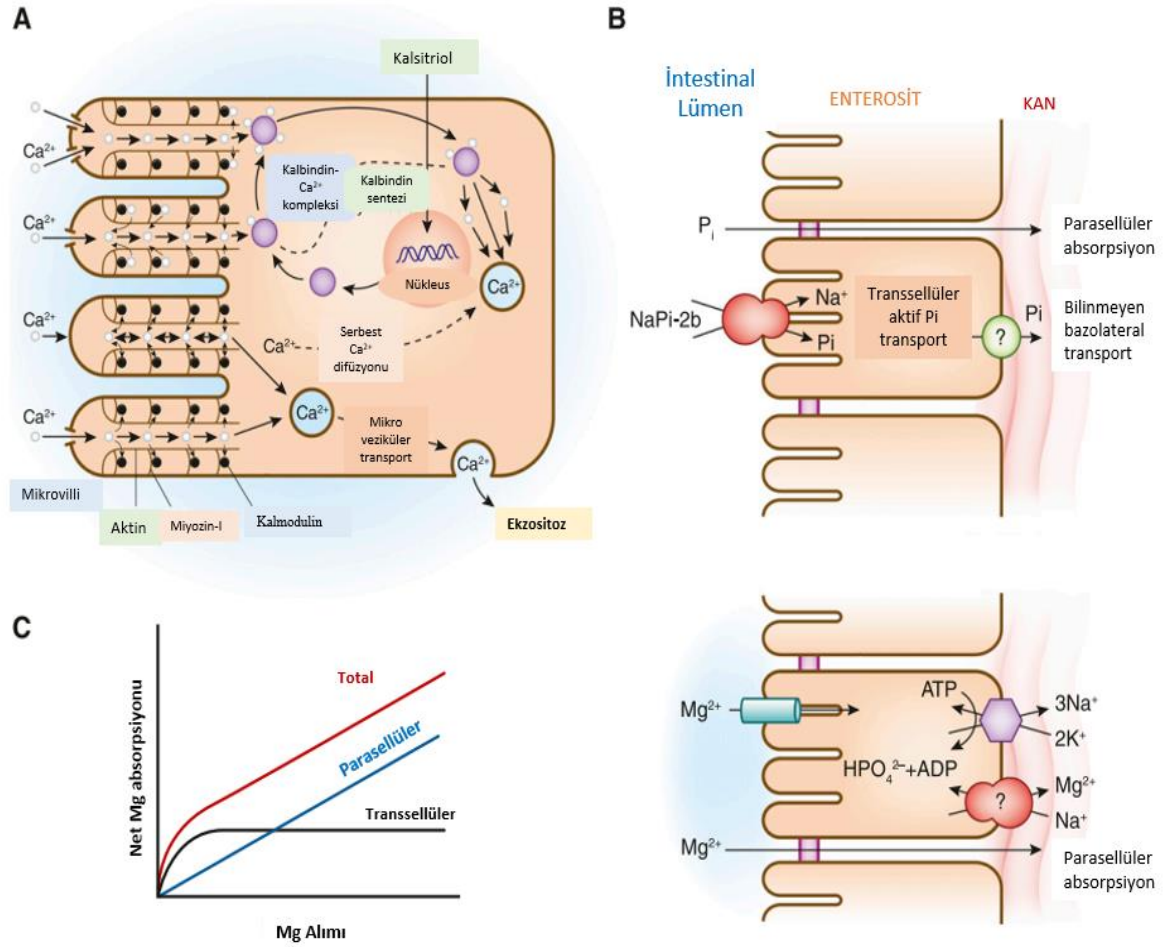 A
Kalsitriol
Ca²⁺
Kalbindin-
Ca²⁺
kompleksi
Kalbindin
sentezi
Ca²⁺
Nükleus
Ca²⁺
Ca²⁺
Serbest
Ca²⁺
difüzyonu
Ca²⁺
Ca²⁺
Ca²⁺
Mikro
veziküler
transport
Ca²⁺
Mikrovilli
Aktin
Miyozin-I
Kalmodulin
Ekzositoz
B
İntestinal
Lümen
ENTEROSİT
KAN
Pᵢ
Parasellüler
absorpsiyon
NaPi-2b
Na⁺
Pi
Transsellüler
aktif Pi
transport
?
Pi
Bilinmeyen
bazolateral
transport
C
Net Mg absorpsiyonu
Total
Parasellüler
Transsellüler
Mg Alımı
Mg²⁺
ATP
3Na⁺
2K⁺
HPO₄²⁻+ADP
?
Mg²⁺
Na⁺
Mg²⁺
Parasellüler
absorpsiyon